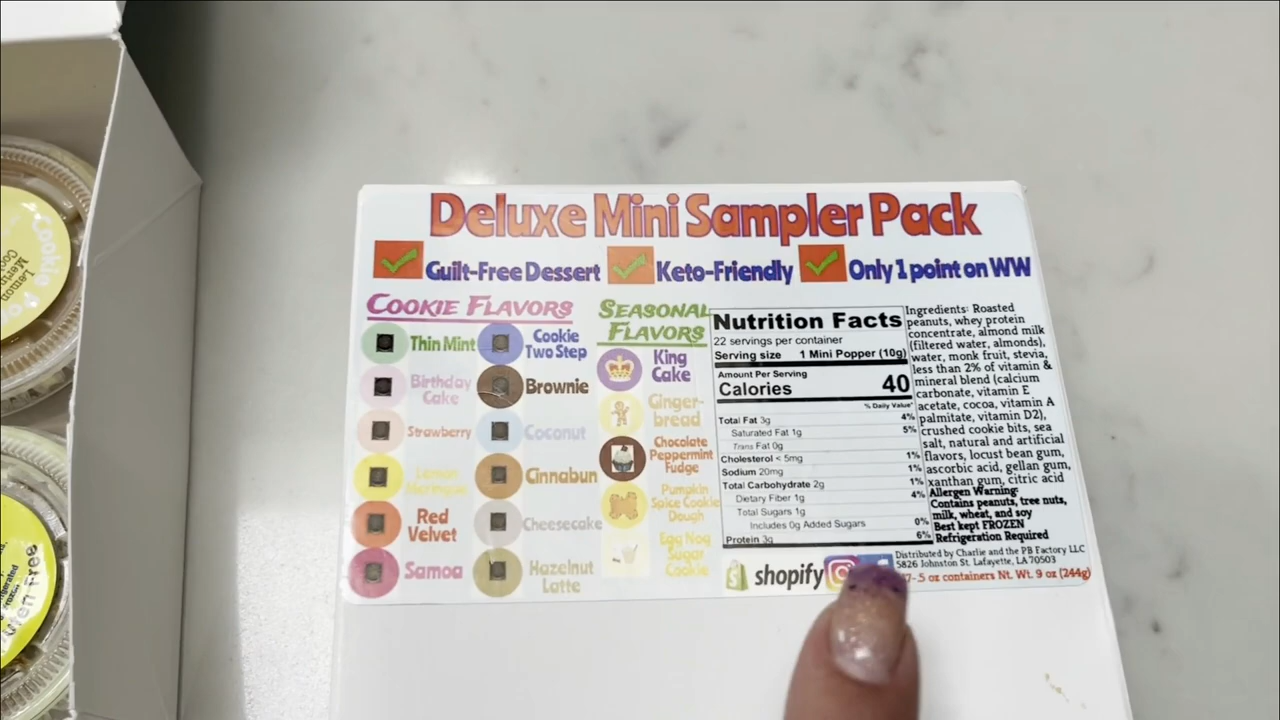 Deluxe Mini Sampler Pack
Guilt-Free Dessert
Keto-Friendly
Only 1 point on WW
COOKIE FLAVORS
Thin Mint
Cookie
Two Step
Birthday
Cake
Brownie
Strawberry
Coconut
Lemon
Meringue
Cinnabun
Red
Velvet
Cheesecake
Samoa
Hazelnut
Latte
SEASONAL
FLAVORS
King
Cake
Ginger-
bread
Chocolate
Peppermint
Fudge
Pumpkin
Spice Cookie
Dough
Egg Nog
Sugar
Cookie
Nutrition Facts
22 servings per container
Serving size 1 Mini Popper (10g)
Amount Per Serving
Calories 40
% Daily Value*
Total Fat 3g 4%
Saturated Fat 1g 5%
Trans Fat 0g
Cholesterol < 5mg 1%
Sodium 20mg 1%
Total Carbohydrate 2g 1%
Dietary Fiber 1g 4%
Total Sugars 1g
Includes 0g Added Sugars 0%
Protein 3g 6%
Ingredients: Roasted
peanuts, whey protein
concentrate, almond milk
(filtered water, almonds),
water, monk fruit, stevia,
less than 2% of vitamin &
mineral blend (calcium
carbonate, vitamin E
acetate, cocoa, vitamin A
palmitate, vitamin D2),
crushed cookie bits, sea
salt, natural and artificial
flavors, locust bean gum,
ascorbic acid, gellan gum,
xanthan gum, citric acid
Allergen Warning:
Contains peanuts, tree nuts,
milk, wheat, and soy
Best kept FROZEN
Refrigeration Required
shopify
Distributed by Charlie and the PB Factory LLC
5826 Johnston St. Lafayette, LA 70503
.5 oz containers Nt. Wt. 9 oz (244g)
Cookie
Lemon